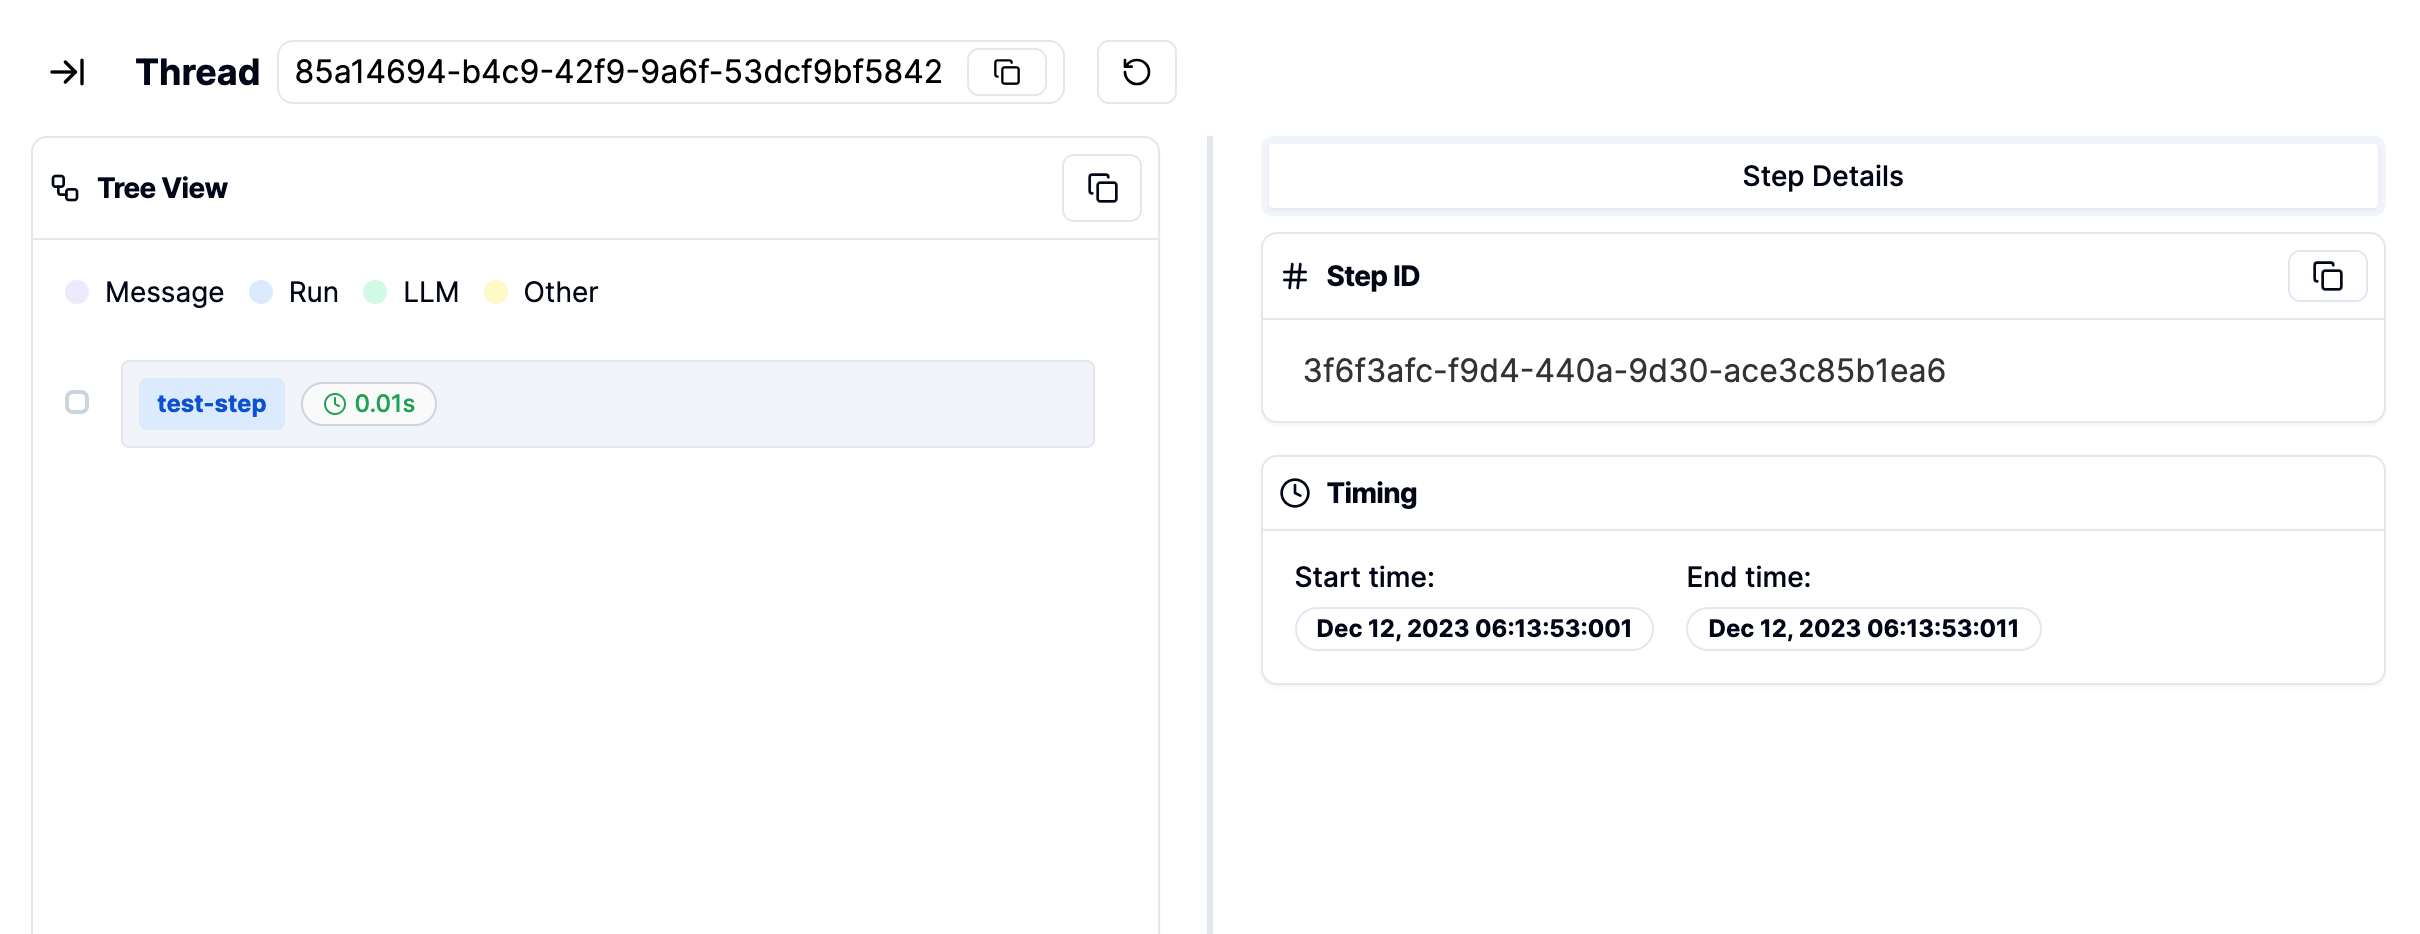 Thread 85a14694-b4c9-42f9-9a6f-53dcf9bf5842
Tree View
Message Run LLM Other
test-step 0.01s
Step Details
Step ID
3f6f3afc-f9d4-440a-9d30-ace3c85b1ea6
Timing
Start time: End time:
Dec 12, 2023 06:13:53:001 Dec 12, 2023 06:13:53:011